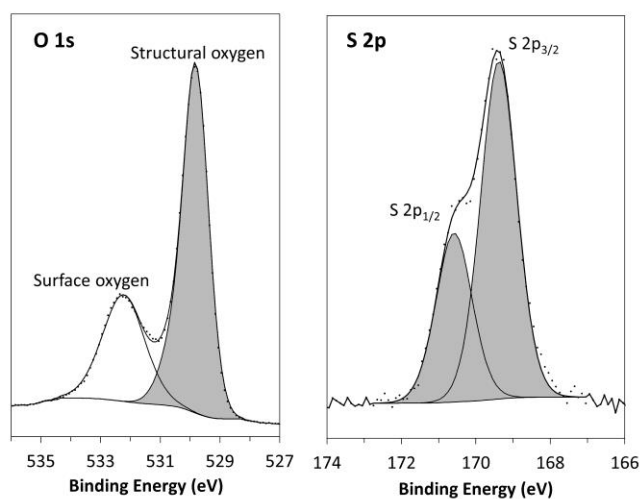 O 1s
Structural oxygen
Surface oxygen
535 533 531 529 527
Binding Energy (eV)
S 2p
S 2p3/2
S 2p1/2
174 172 170 168 166
Binding Energy (eV)